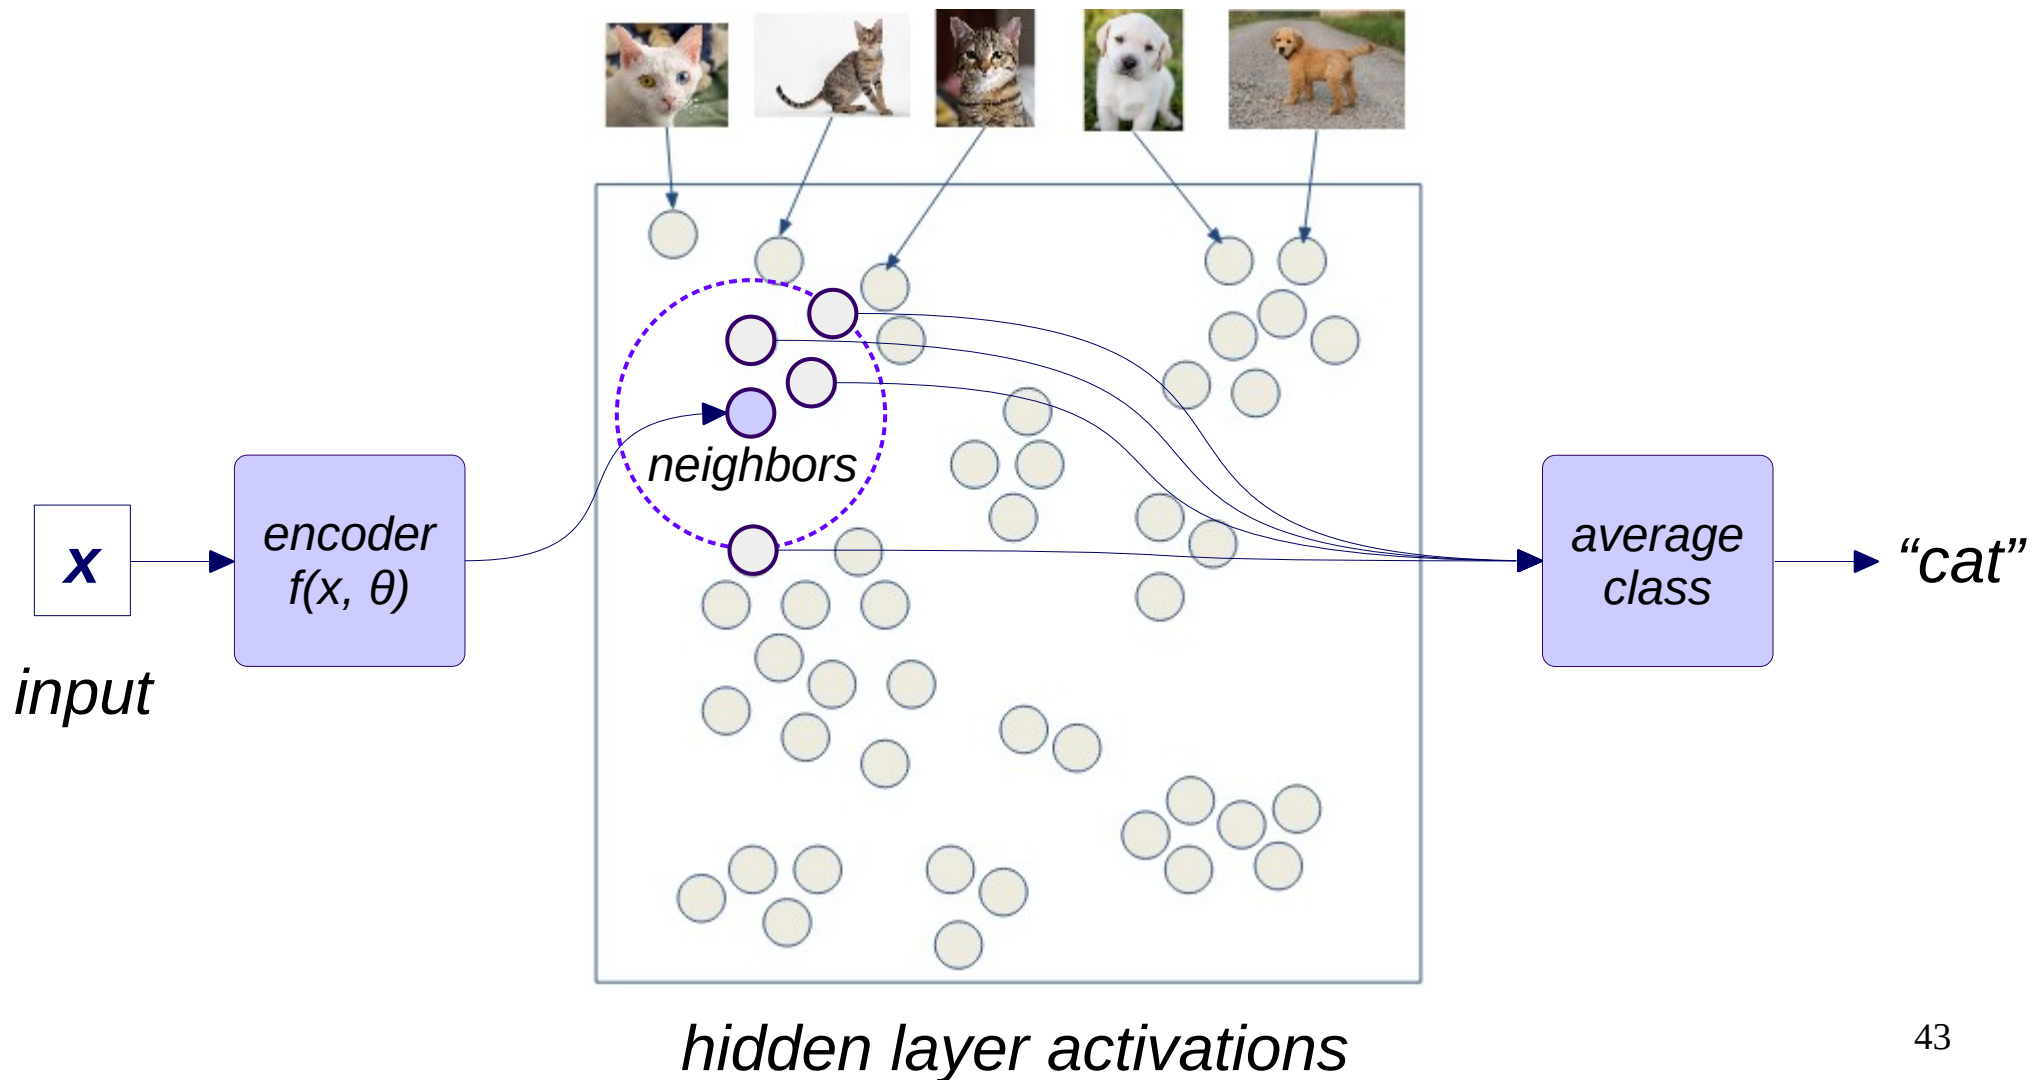 neighbors
x
encoder
f(x, θ)
average
class
“cat”
input
hidden layer activations
43